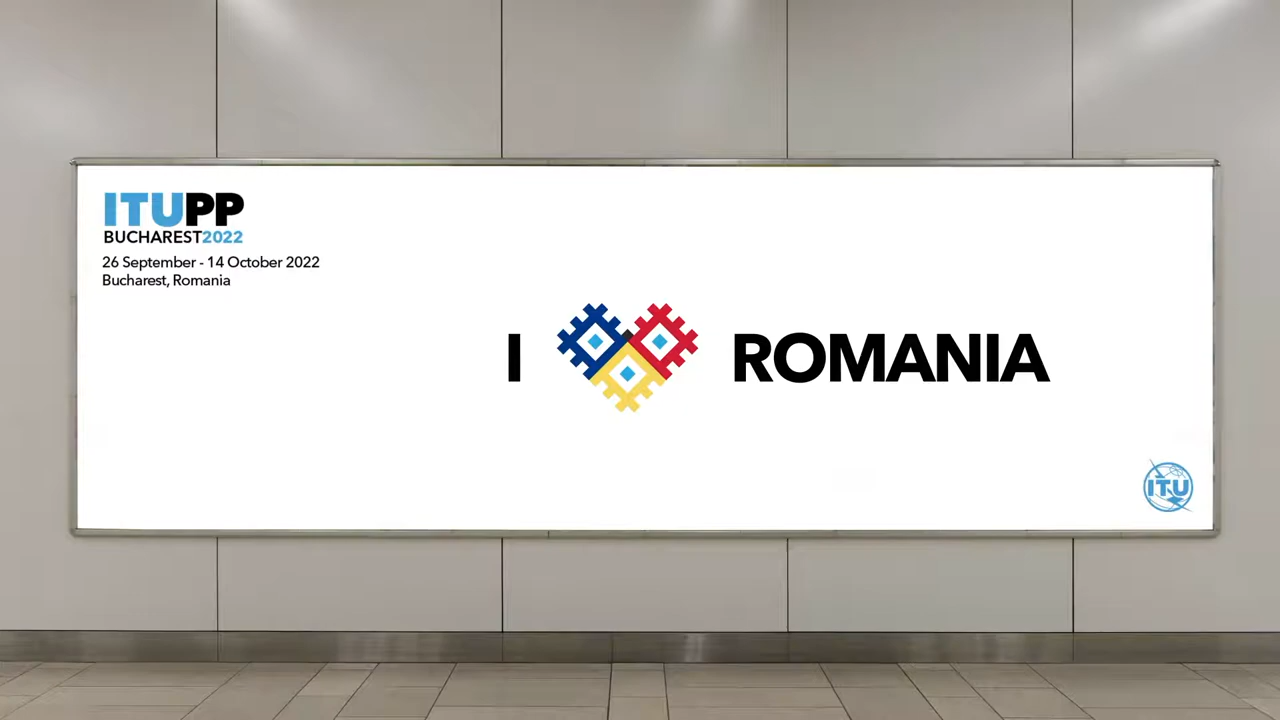 ITUPP
BUCHAREST2022
26 September - 14 October 2022
Bucharest, Romania
I ROMANIA
ITU